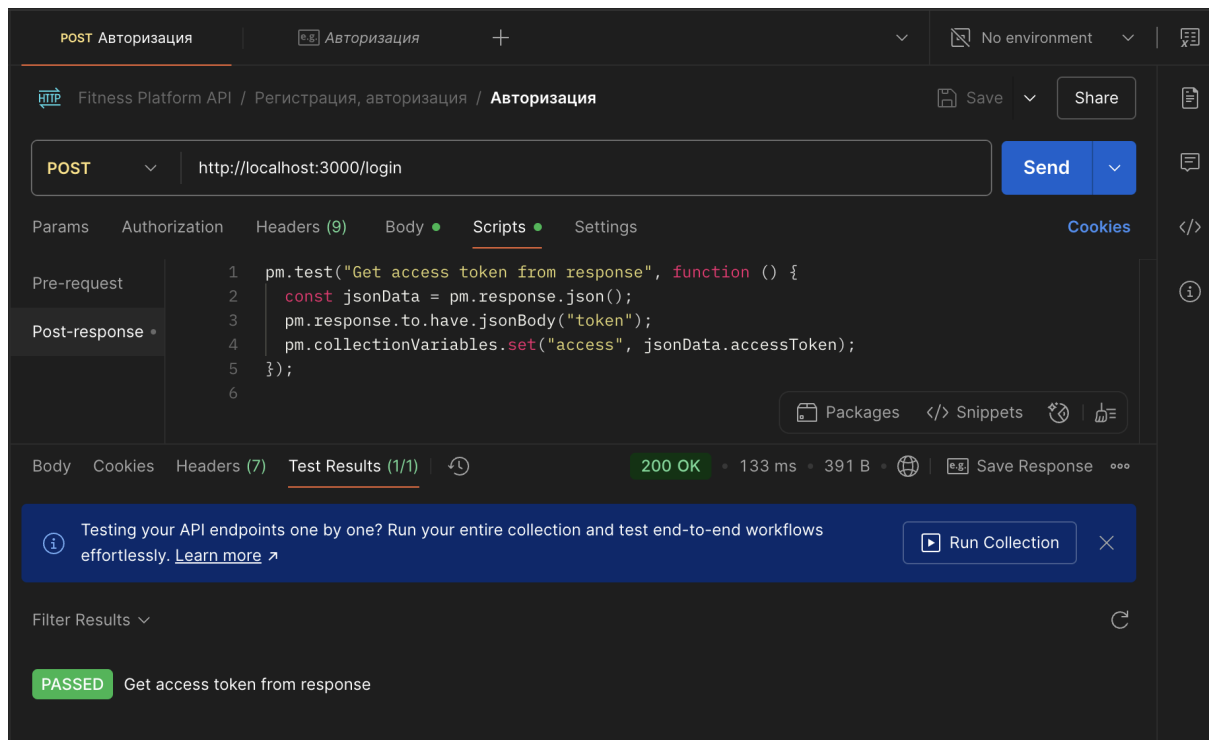 POST Авторизация e.g. Авторизация No environment
HTTP Fitness Platform API / Регистрация, авторизация / Авторизация Save Share
POST http://localhost:3000/login Send
Params Authorization Headers (9) Body Scripts Settings Cookies
Pre-request
Post-response
1 pm.test("Get access token from response", function () {
2 const jsonData = pm.response.json();
3 pm.response.to.have.jsonBody("token");
4 pm.collectionVariables.set("access", jsonData.accessToken);
5 });
6
Packages </> Snippets
Body Cookies Headers (7) Test Results (1/1) 200 OK 133 ms 391 B e.g. Save Response
Testing your API endpoints one by one? Run your entire collection and test end-to-end workflows
effortlessly. Learn more ↗
Run Collection
Filter Results
PASSED Get access token from response